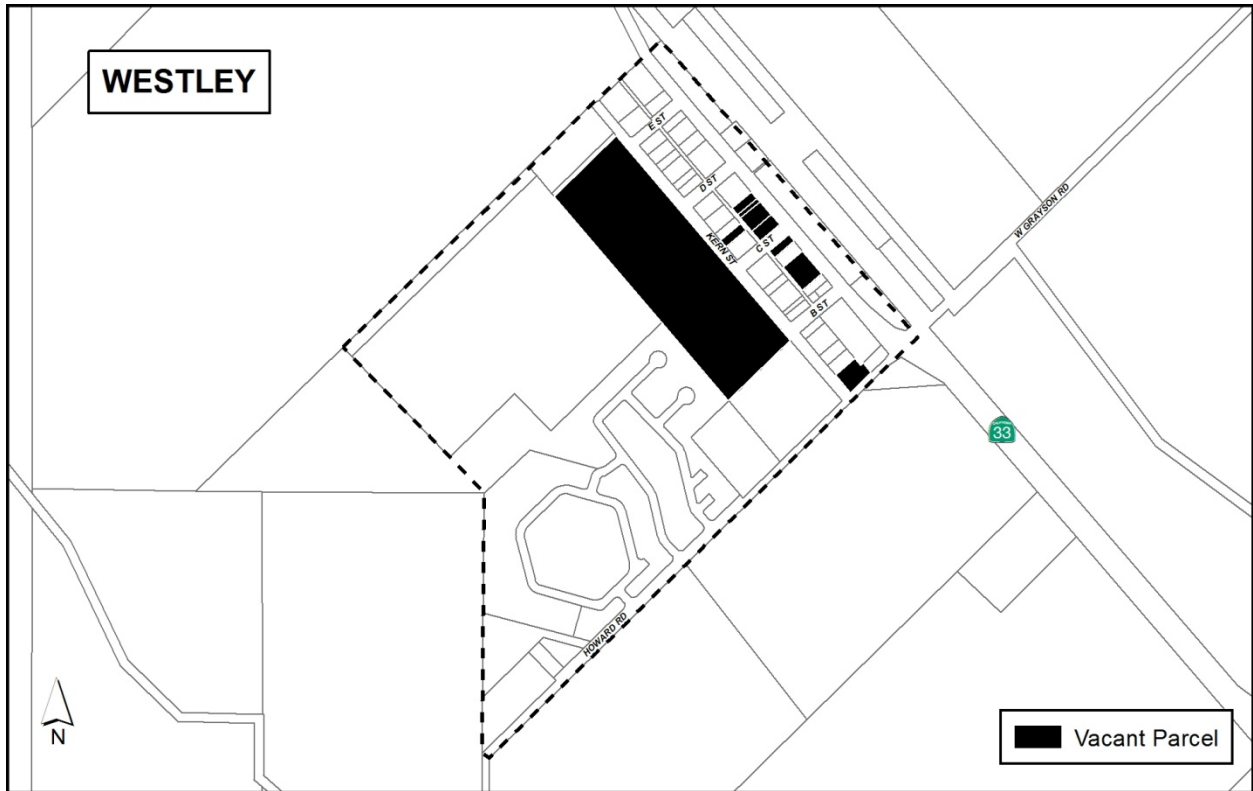 WESTLEY
E ST
D ST
W GRAYSON RD
KERN ST
C ST
B ST
33
HOWARD RD
N
Vacant Parcel